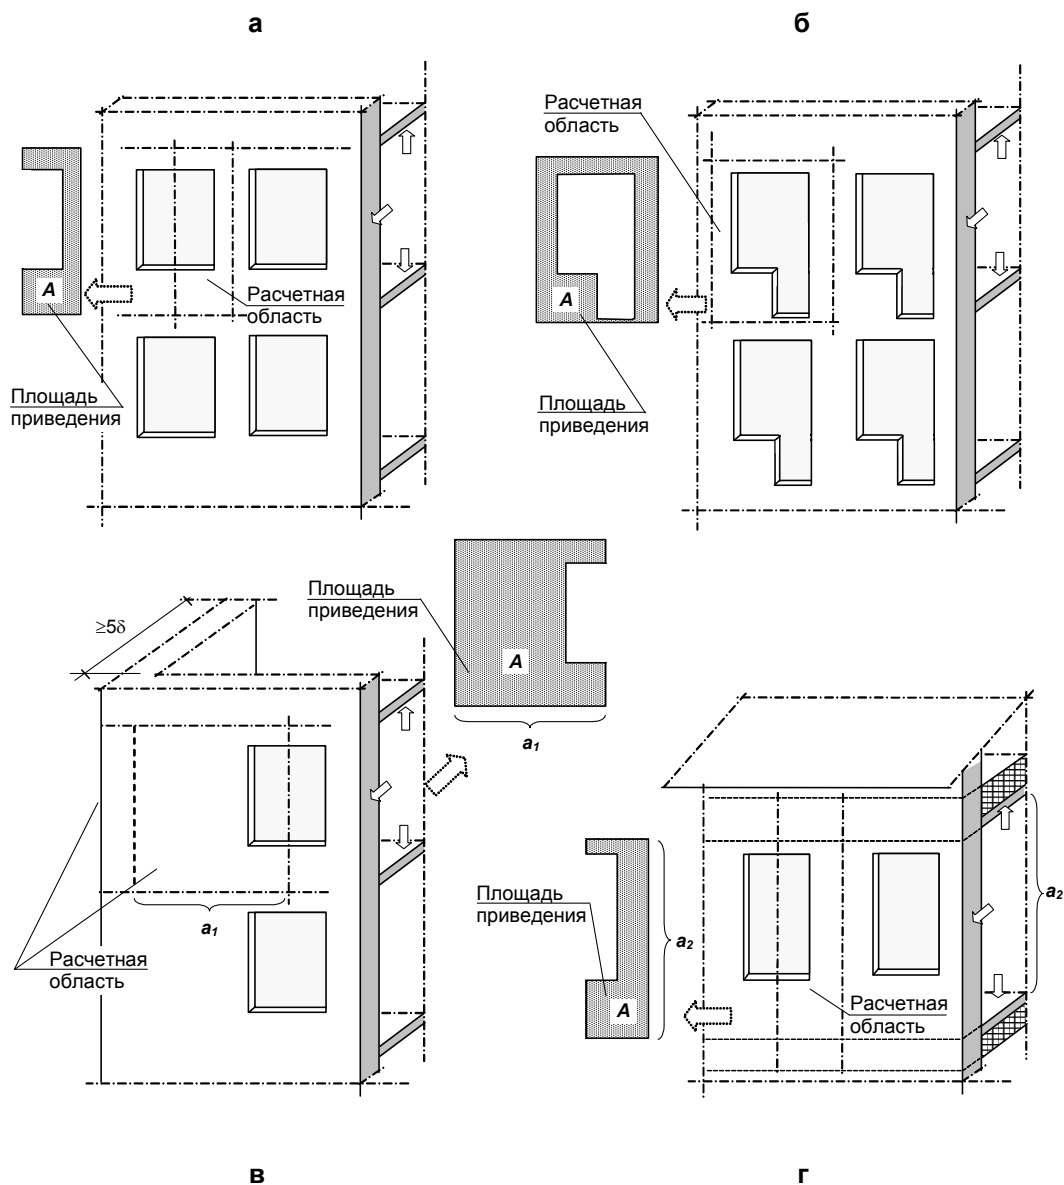 а
б
Расчетная
область
А
Расчетная
область
А
Площадь
приведения
Площадь
приведения
Площадь
приведения
≥5δ
А
a₁
a₁
Площадь
приведения
a₂
a₂
Расчетная
область
А
Расчетная
область
в
г